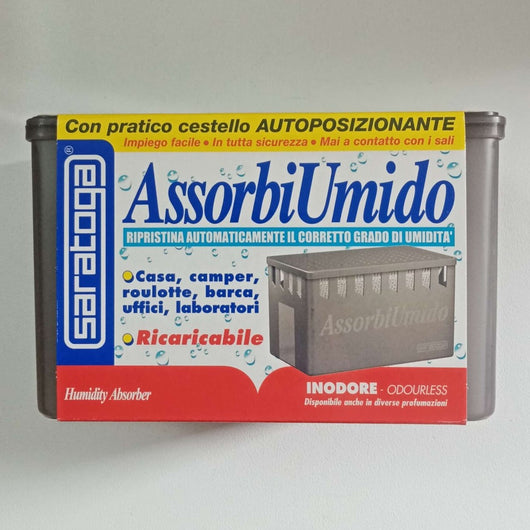 Con pratico cestello AUTOPOSIZIONANTE
Impiego facile • In tutta sicurezza • Mai a contatto con i sali
saratoga®
AssorbiUmido
RIPRISTINA AUTOMATICAMENTE IL CORRETTO GRADO DI UMIDITA'
Casa, camper,
roulotte, barca,
uffici, laboratori
Ricaricabile
AssorbiUmido
Humidity Absorber
INODORE - ODOURLESS
Disponibile anche in diverse profumazioni